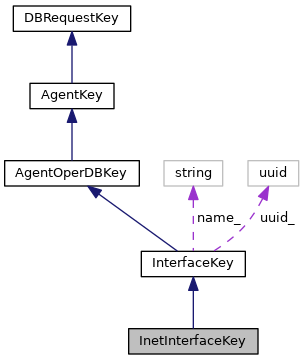 DBRequestKey
AgentKey
AgentOperDBKey
string
uuid
name_
uuid_
InterfaceKey
InetInterfaceKey